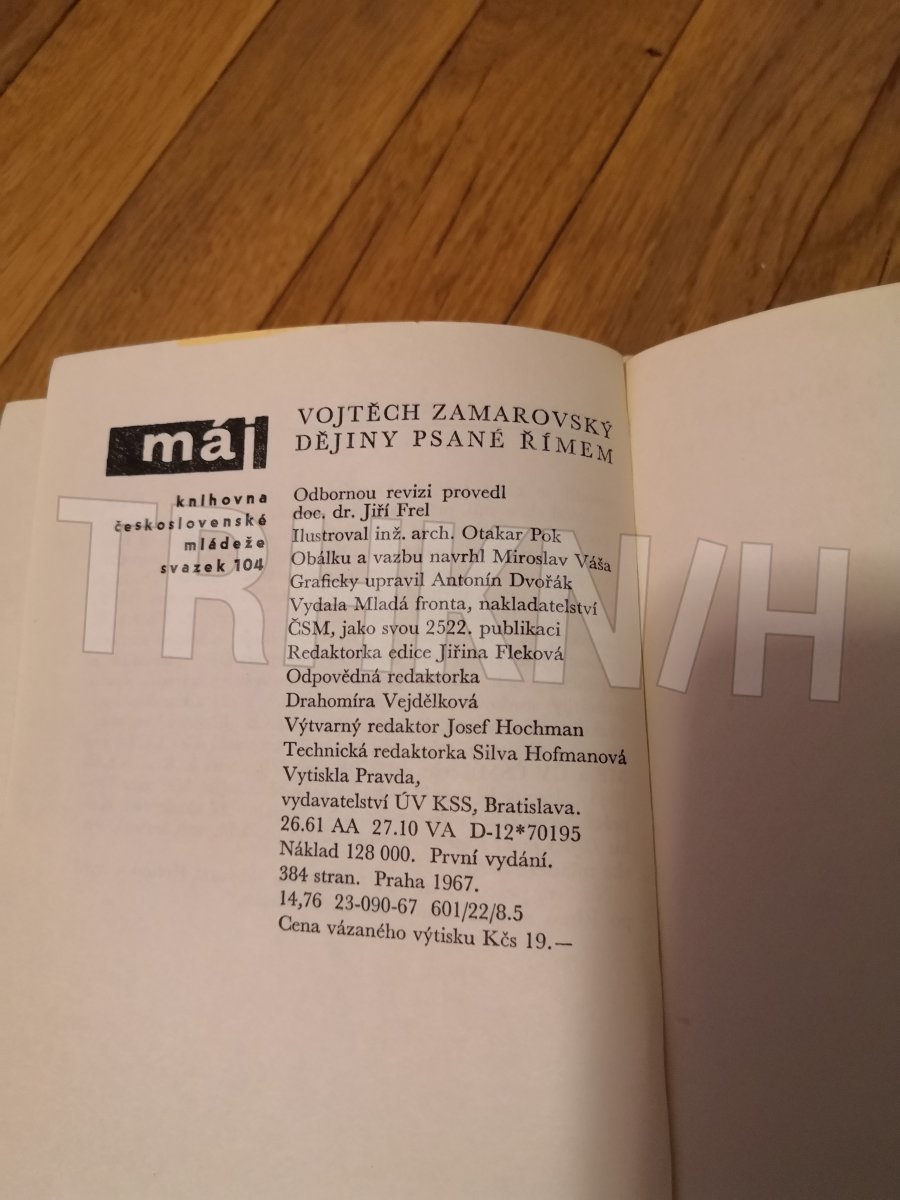 máj
knihovna
československé
mládeže
svazek 104
VOJTĚCH ZAMAROVSKÝ
DĚJINY PSANÉ ŘÍMEM
Odbornou revizi provedl
doc. dr. Jiří Frel
Ilustroval inž. arch. Otakar Pok
Obálku a vazbu navrhl Miroslav Váša
Graficky upravil Antonín Dvořák
Vydala Mladá fronta, nakladatelství
ČSM, jako svou 2522. publikaci
Redaktorka edice Jiřina Fleková
Odpovědná redaktorka
Drahomíra Vejdělková
Výtvarný redaktor Josef Hochman
Technická redaktorka Silva Hofmanová
Vytiskla Pravda,
vydavatelství ÚV KSS, Bratislava.
26.61 AA 27.10 VA D-12*70195
Náklad 128 000. První vydání.
384 stran. Praha 1967.
14,76 23-090-67 601/22/8.5
Cena vázaného výtisku Kčs 19.—
TRHKN/H